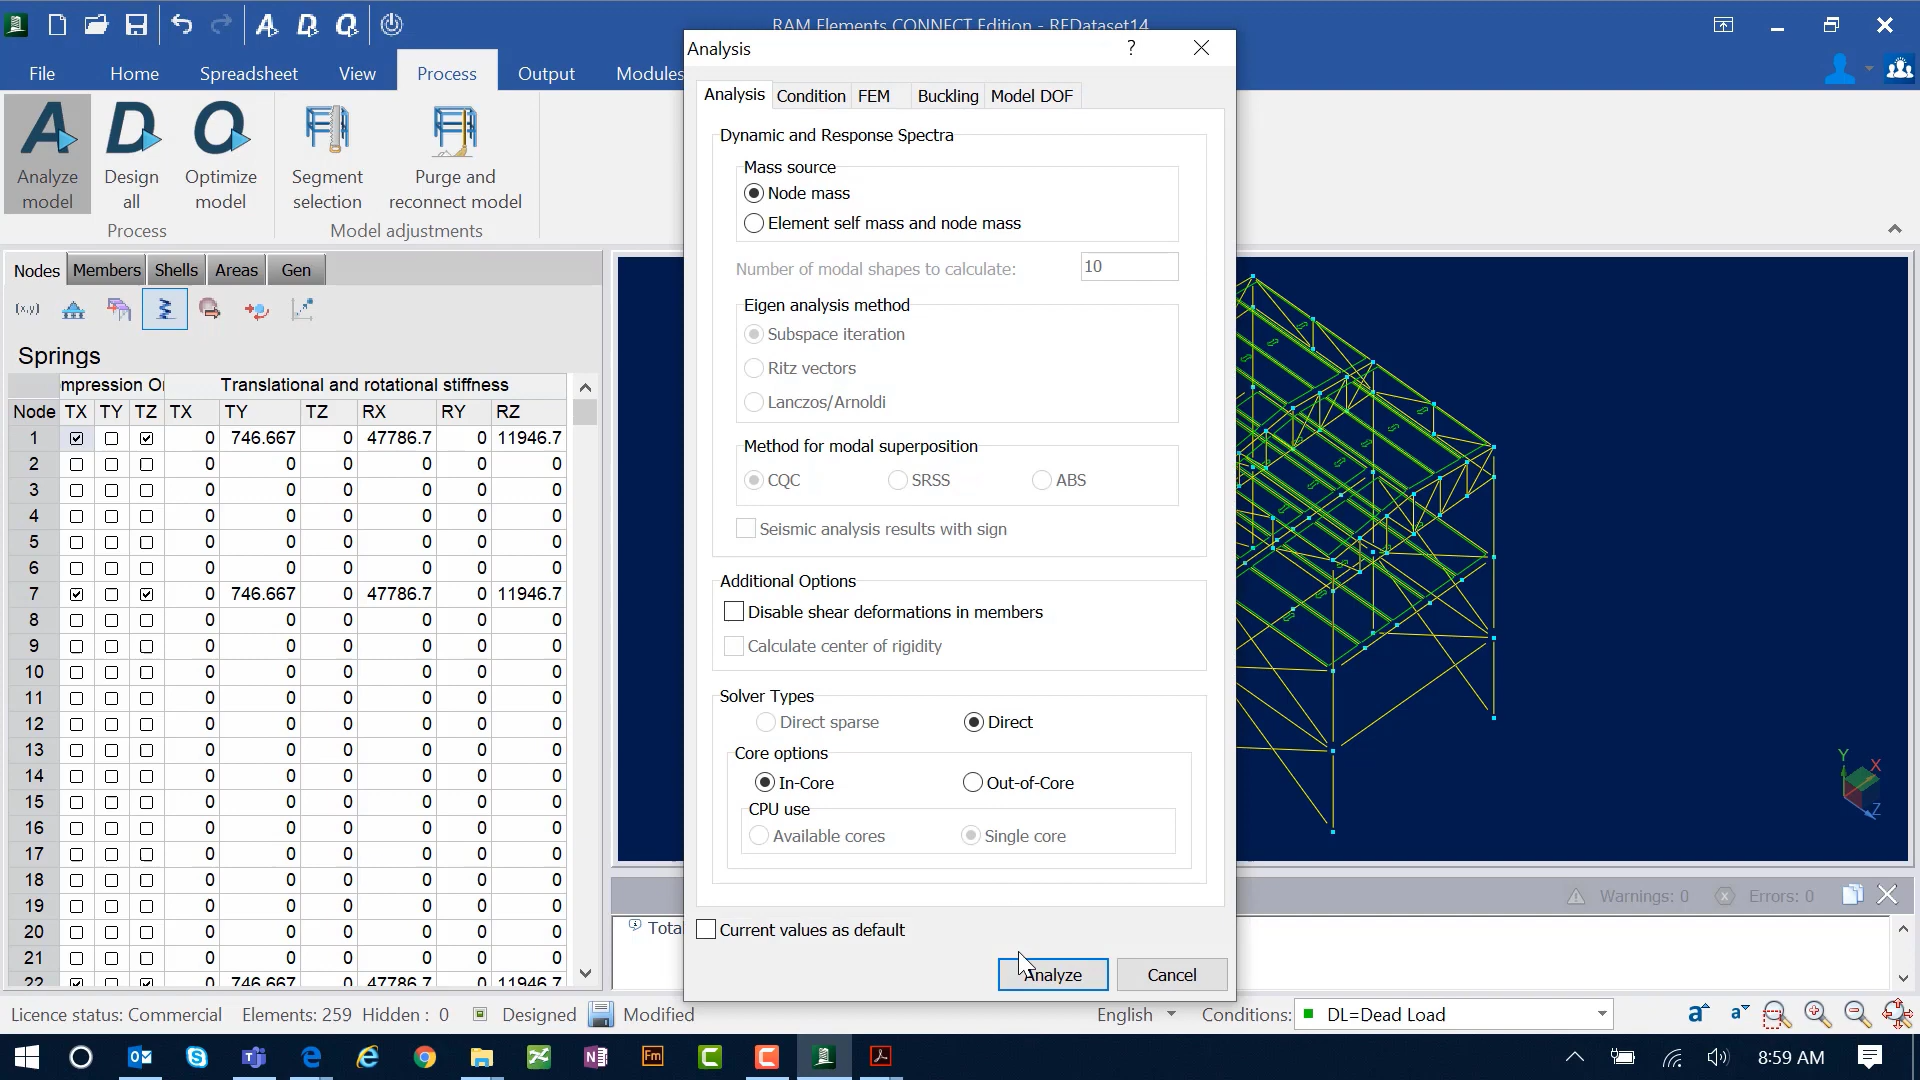 RAM Elements CONNECT Edition - REDataset14
File Home Spreadsheet View Process Output Modules
Analyze model
Design all
Optimize model
Process
Segment selection
Purge and reconnect model
Model adjustments
Nodes Members Shells Areas Gen
(x,y)
Springs
mpression Or Translational and rotational stiffness
Node TX TY TZ TX TY TZ RX RY RZ
1 0 746.667 0 47786.7 0 11946.7
2 0 0 0 0 0 0
3 0 0 0 0 0 0
4 0 0 0 0 0 0
5 0 0 0 0 0 0
6 0 0 0 0 0 0
7 0 746.667 0 47786.7 0 11946.7
8 0 0 0 0 0 0
9 0 0 0 0 0 0
10 0 0 0 0 0 0
11 0 0 0 0 0 0
12 0 0 0 0 0 0
13 0 0 0 0 0 0
14 0 0 0 0 0 0
15 0 0 0 0 0 0
16 0 0 0 0 0 0
17 0 0 0 0 0 0
18 0 0 0 0 0 0
19 0 0 0 0 0 0
20 0 0 0 0 0 0
21 0 0 0 0 0 0
22 0 746.667 0 47786.7 0 11946.7
Analysis ?
Analysis Condition FEM Buckling Model DOF
Dynamic and Response Spectra
Mass source
Node mass
Element self mass and node mass
Number of modal shapes to calculate: 10
Eigen analysis method
Subspace iteration
Ritz vectors
Lanczos/Arnoldi
Method for modal superposition
CQC SRSS ABS
Seismic analysis results with sign
Additional Options
Disable shear deformations in members
Calculate center of rigidity
Solver Types
Direct sparse Direct
Core options
In-Core Out-of-Core
CPU use
Available cores Single core
Current values as default
Analyze Cancel
Y X Z
Warnings: 0 Errors: 0
Total
Licence status: Commercial Elements: 259 Hidden : 0 Designed Modified English Conditions: DL=Dead Load a a
8:59 AM